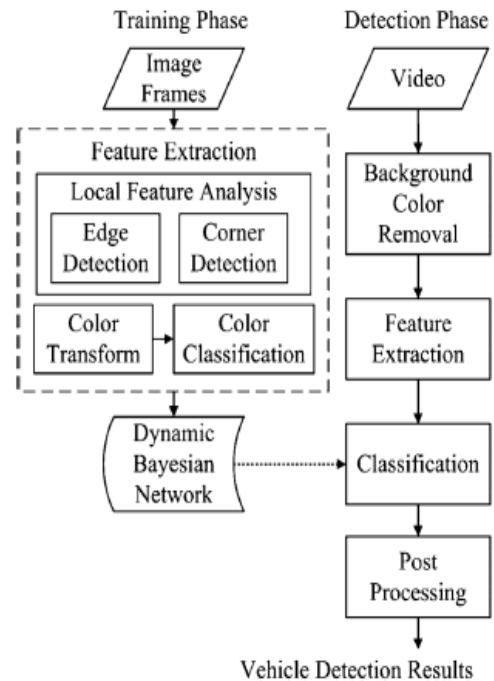 Training Phase
Image
Frames
Feature Extraction
Local Feature Analysis
Edge
Detection
Corner
Detection
Color
Transform
Color
Classification
Dynamic
Bayesian
Network
Detection Phase
Video
Background
Color
Removal
Feature
Extraction
Classification
Post
Processing
Vehicle Detection Results